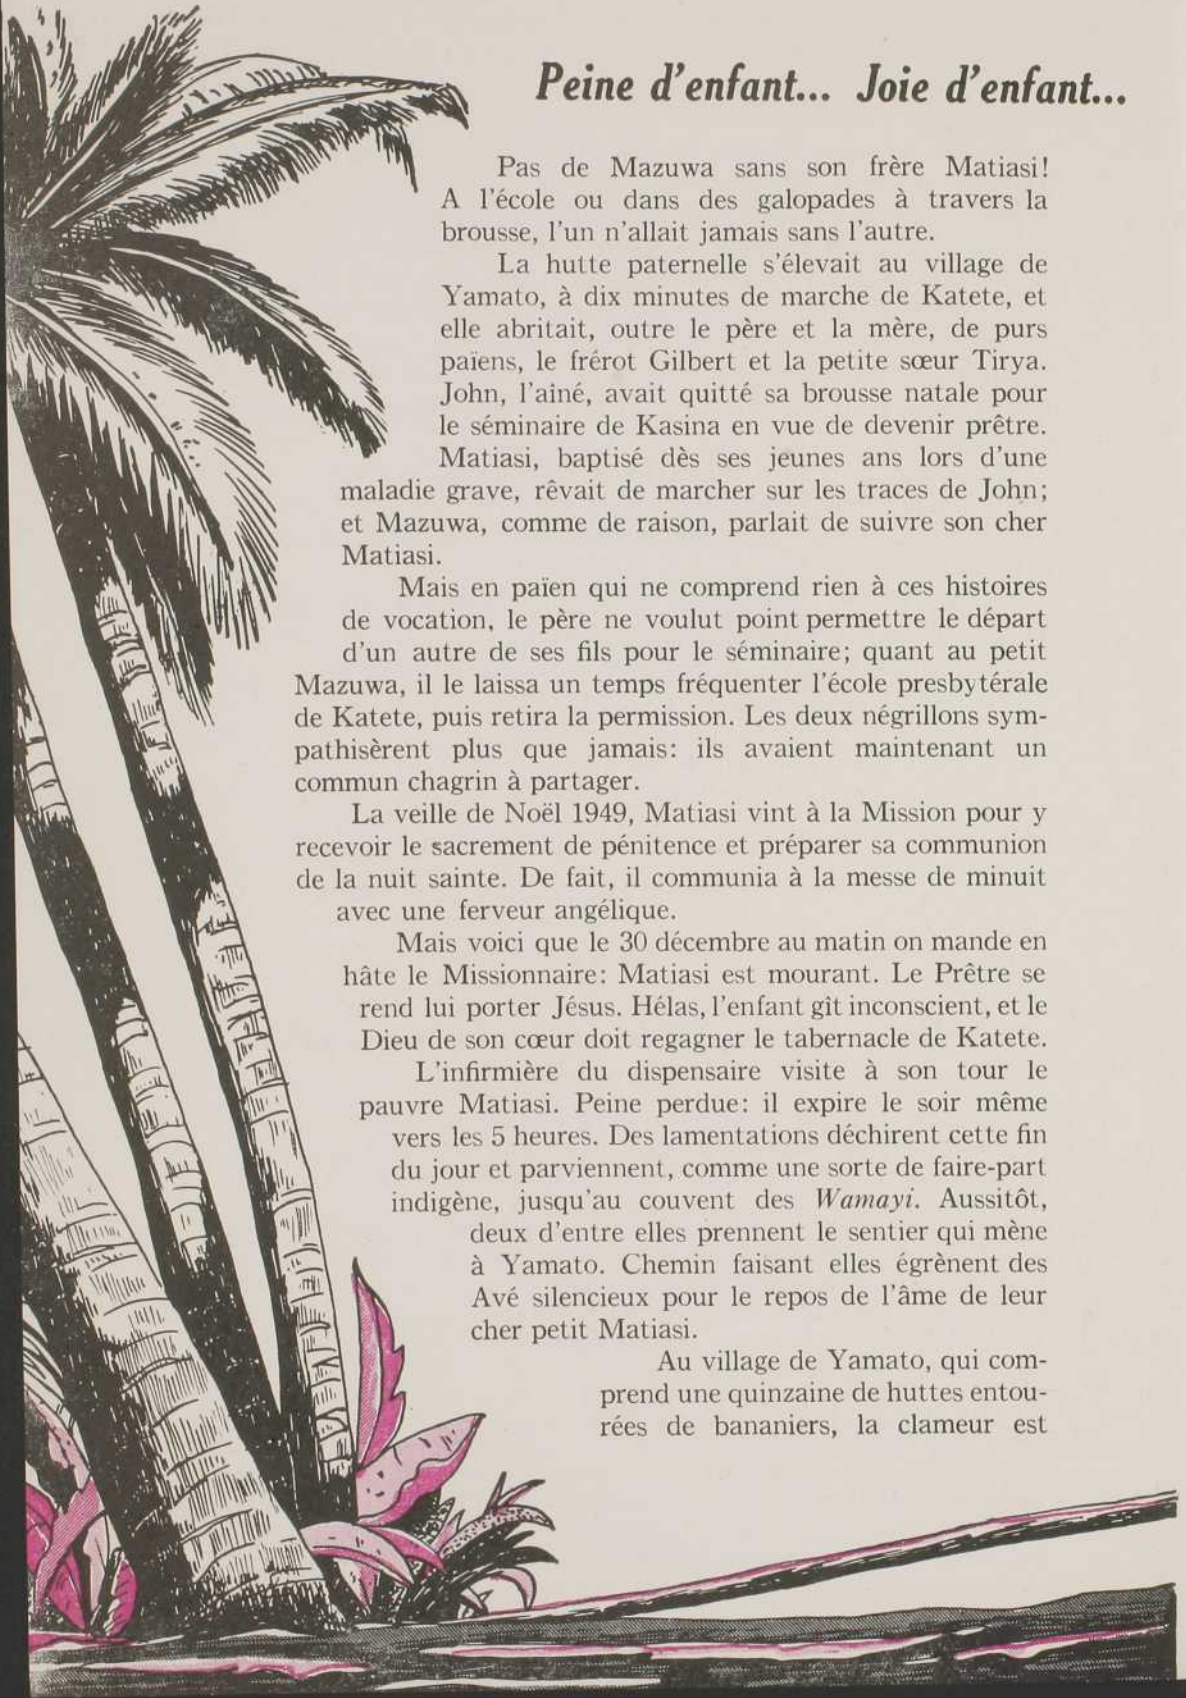 Peine d'enfant... Joie d'enfant...
Pas de Mazuwa sans son frère Matiasi!
A l'école ou dans des galopades à travers la
brousse, l'un n'allait jamais sans l'autre.
La hutte paternelle s'élevait au village de
Yamato, à dix minutes de marche de Katete, et
elle abritait, outre le père et la mère, de purs
païens, le frérot Gilbert et la petite sœur Tirya.
John, l'aîné, avait quitté sa brousse natale pour
le séminaire de Kasina en vue de devenir prêtre.
Matiasi, baptisé dès ses jeunes ans lors d'une
maladie grave, rêvait de marcher sur les traces de John;
et Mazuwa, comme de raison, parlait de suivre son cher
Matiasi.
Mais en païen qui ne comprend rien à ces histoires
de vocation, le père ne voulut point permettre le départ
d'un autre de ses fils pour le séminaire; quant au petit
Mazuwa, il le laissa un temps fréquenter l'école presbytérale
de Katete, puis retira la permission. Les deux négrillons sym-
pathisèrent plus que jamais: ils avaient maintenant un
commun chagrin à partager.
La veille de Noël 1949, Matiasi vint à la Mission pour y
recevoir le sacrement de pénitence et préparer sa communion
de la nuit sainte. De fait, il communia à la messe de minuit
avec une ferveur angélique.
Mais voici que le 30 décembre au matin on mande en
hâte le Missionnaire: Matiasi est mourant. Le Prêtre se
rend lui porter Jésus. Hélas, l'enfant gît inconscient, et le
Dieu de son cœur doit regagner le tabernacle de Katete.
L'infirmière du dispensaire visite à son tour le
pauvre Matiasi. Peine perdue: il expire le soir même
vers les 5 heures. Des lamentations déchirent cette fin
du jour et parviennent, comme une sorte de faire-part
indigène, jusqu'au couvent des Wamayi. Aussitôt,
deux d'entre elles prennent le sentier qui mène
à Yamato. Chemin faisant elles égrènent des
Avé silencieux pour le repos de l'âme de leur
cher petit Matiasi.
Au village de Yamato, qui com-
prend une quinzaine de huttes entou-
rées de bananiers, la clameur est